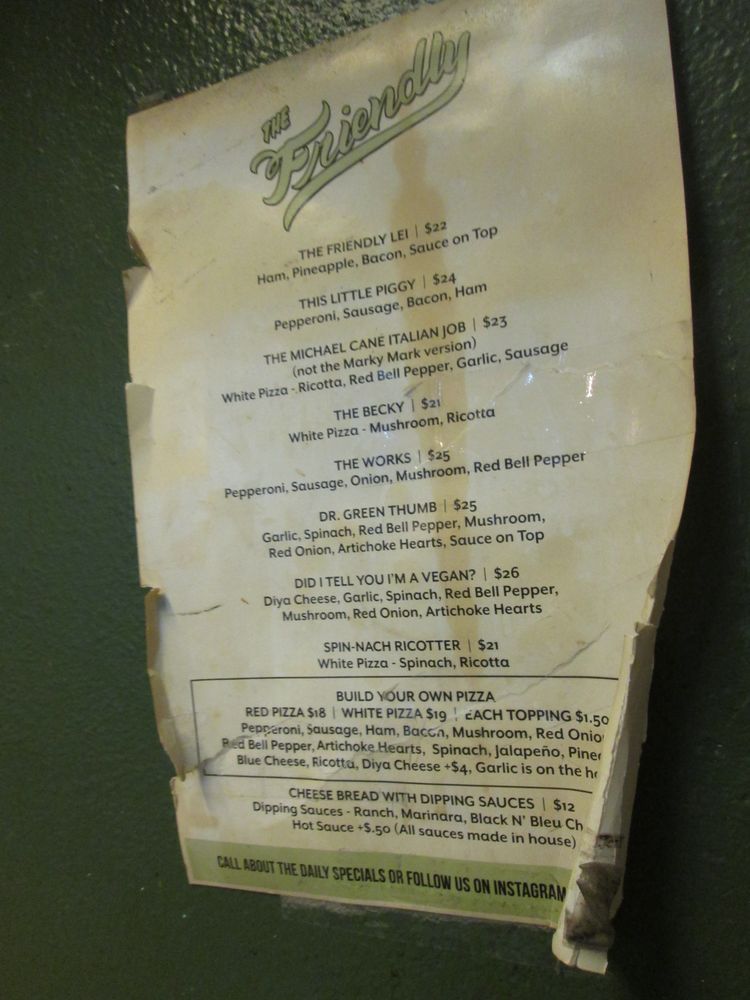 THE
Friendly
THE FRIENDLY LEI | $22
Ham, Pineapple, Bacon, Sauce on Top
THIS LITTLE PIGGY | $24
Pepperoni, Sausage, Bacon, Ham
THE MICHAEL CANE ITALIAN JOB | $23
(not the Marky Mark version)
White Pizza - Ricotta, Red Bell Pepper, Garlic, Sausage
THE BECKY | $21
White Pizza - Mushroom, Ricotta
THE WORKS | $25
Pepperoni, Sausage, Onion, Mushroom, Red Bell Pepper
DR. GREEN THUMB | $25
Garlic, Spinach, Red Bell Pepper, Mushroom,
Red Onion, Artichoke Hearts, Sauce on Top
DID I TELL YOU I'M A VEGAN? | $26
Diya Cheese, Garlic, Spinach, Red Bell Pepper,
Mushroom, Red Onion, Artichoke Hearts
SPIN-NACH RICOTTER | $21
White Pizza - Spinach, Ricotta
BUILD YOUR OWN PIZZA
RED PIZZA $18 | WHITE PIZZA $19 | EACH TOPPING $1.50
Pepperoni, Sausage, Ham, Bacon, Mushroom, Red
Red Bell Pepper, Artichoke Hearts, Spinach, Jalapeño,
Blue Cheese, Ricotta, Diya Cheese +$4, Garlic is on the
CHEESE BREAD WITH DIPPING SAUCES | $12
Dipping Sauces - Ranch, Marinara, Black N' Bleu
Hot Sauce +$.50 (All sauces made in house)
CALL ABOUT THE DAILY SPECIALS OR FOLLOW US ON INSTAGRAM